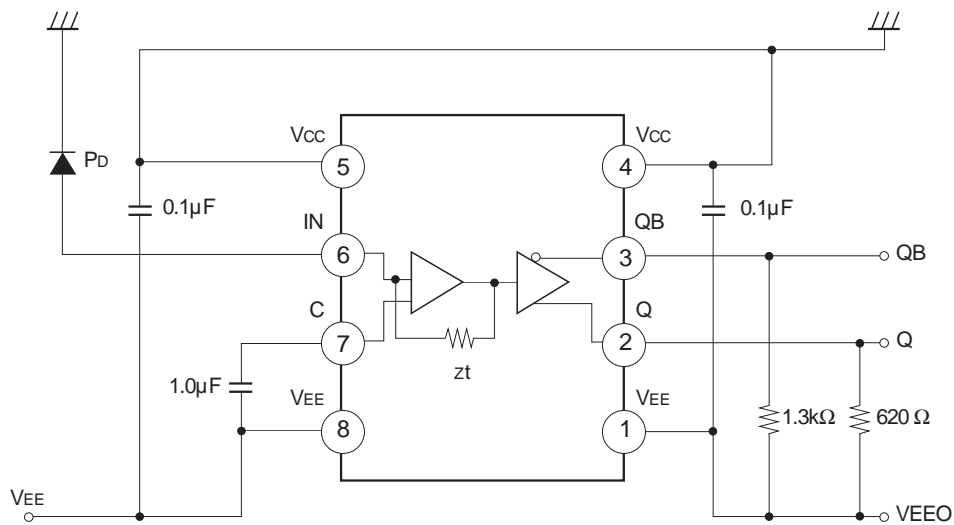 VCC
VCC
5
4
PD
0.1µF
0.1µF
IN
QB
6
3
QB
C
Q
7
2
Q
zt
1.0µF
VEE
VEE
8
1
1.3kΩ
620 Ω
VEE
VEEO